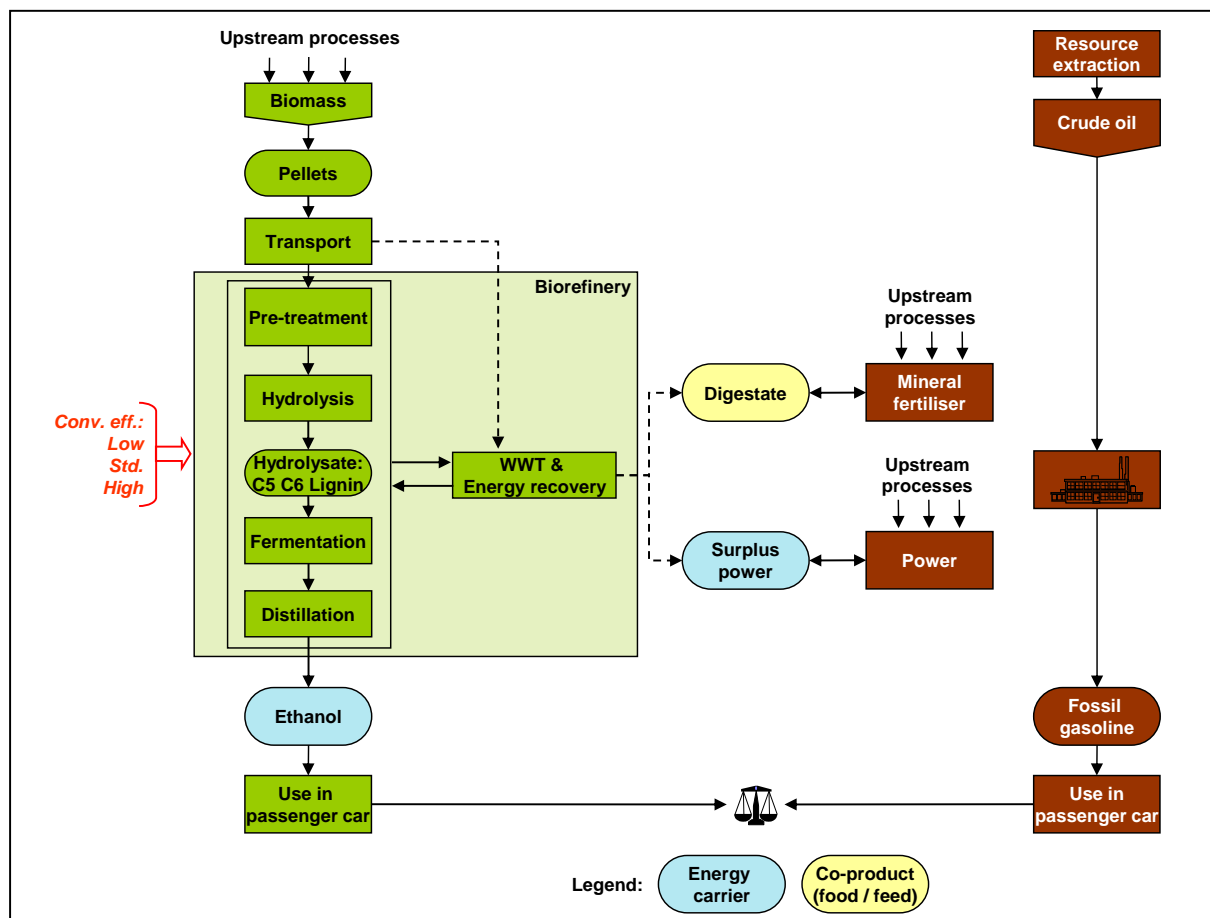 Upstream processes
Biomass
Pellets
Transport
Biorefinery
Pre-treatment
Hydrolysis
Hydrolysate:
C5 C6 Lignin
Fermentation
Distillation
Conv. eff.:
Low
Std.
High
WWT &
Energy recovery
Ethanol
Use in
passenger car
Digestate
Surplus
power
Upstream
processes
Mineral
fertiliser
Upstream
processes
Power
Resource
extraction
Crude oil
Fossil
gasoline
Use in
passenger car
Legend:
Energy
carrier
Co-product
(food / feed)